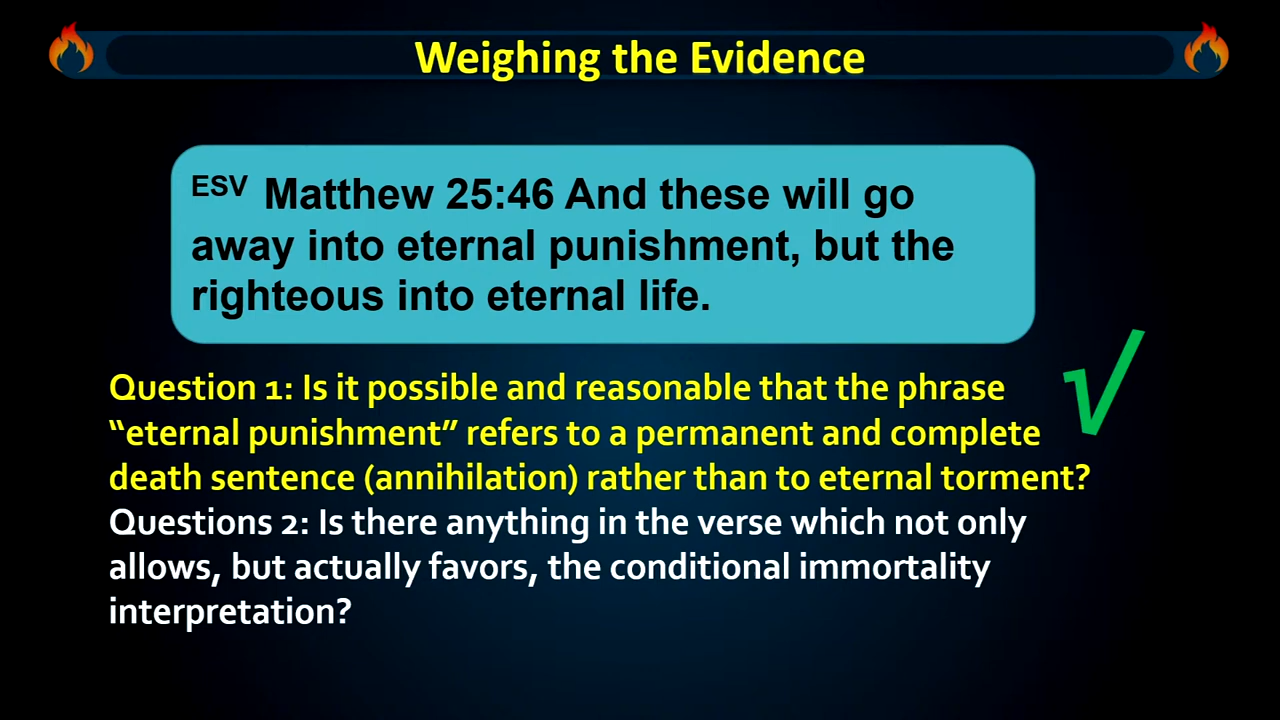 Weighing the Evidence
ESV Matthew 25:46 And these will go
away into eternal punishment, but the
righteous into eternal life.
Question 1: Is it possible and reasonable that the phrase
“eternal punishment” refers to a permanent and complete
death sentence (annihilation) rather than to eternal torment?
Questions 2: Is there anything in the verse which not only
allows, but actually favors, the conditional immortality
interpretation?